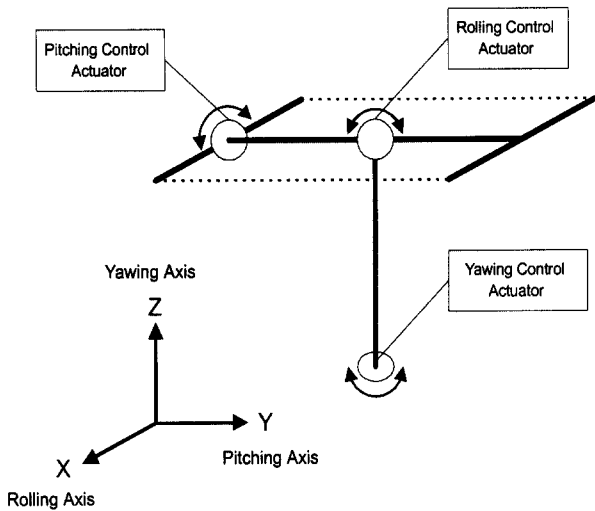 Pitching Control
Actuator
Rolling Control
Actuator
Yawing Control
Actuator
Yawing Axis
Z
Y
Pitching Axis
X
Rolling Axis